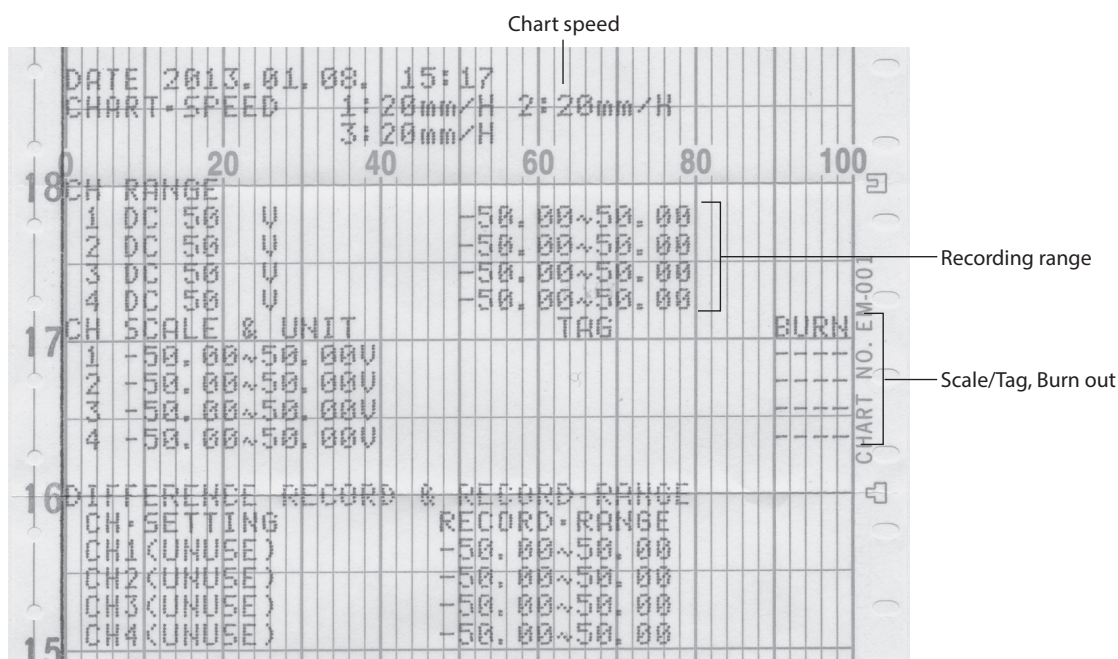 Chart speed
DATE 2013.01.09. 15:17
CHART·SPEED 1:20mm/H 2:20mm/H
3:20mm/H
0 20 40 60 80 100
18
CH RANGE
1 DC 50 V -50.00~50.00
2 DC 50 V -50.00~50.00
3 DC 50 V -50.00~50.00
4 DC 50 V -50.00~50.00
Recording range
17
CH SCALE & UNIT TAG BURN
1 -50.00~50.00V ----
2 -50.00~50.00V ----
3 -50.00~50.00V ----
4 -50.00~50.00V ----
Scale/Tag, Burn out
CHART NO. EM-001
16
DIFFERENCE RECORD & RECORD·RANGE
CH·SETTING RECORD·RANGE
CH1(UNUSE) -50.00~50.00
CH2(UNUSE) -50.00~50.00
CH3(UNUSE) -50.00~50.00
CH4(UNUSE) -50.00~50.00
15